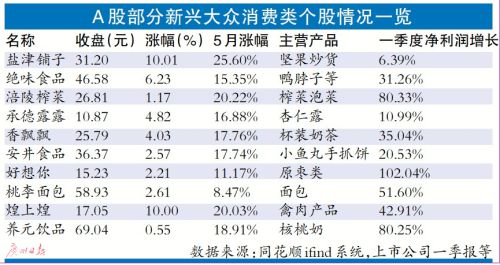 A股部分新兴大众消费类个股情况一览
名称 收盘(元) 涨幅(%) 5月涨幅 主营产品 一季度净利润增长
盐津铺子 31.20 10.01 25.60% 坚果炒货 6.39%
绝味食品 46.58 6.23 15.35% 鸭脖子等 31.26%
涪陵榨菜 26.81 1.17 20.22% 榨菜泡菜 80.33%
承德露露 10.87 4.82 16.88% 杏仁露 10.99%
香飘飘 25.79 4.03 17.76% 杯装奶茶 35.04%
安井食品 36.37 2.57 17.74% 小鱼丸手抓饼 20.53%
好想你 15.23 2.21 11.17% 原枣类 102.04%
桃李面包 58.93 2.61 8.47% 面包 51.60%
煌上煌 17.05 10.00 20.03% 禽肉产品 42.91%
养元饮品 69.04 0.55 18.91% 核桃奶 80.25%
广州日报 数据来源:同花顺ifind系统,上市公司一季报等